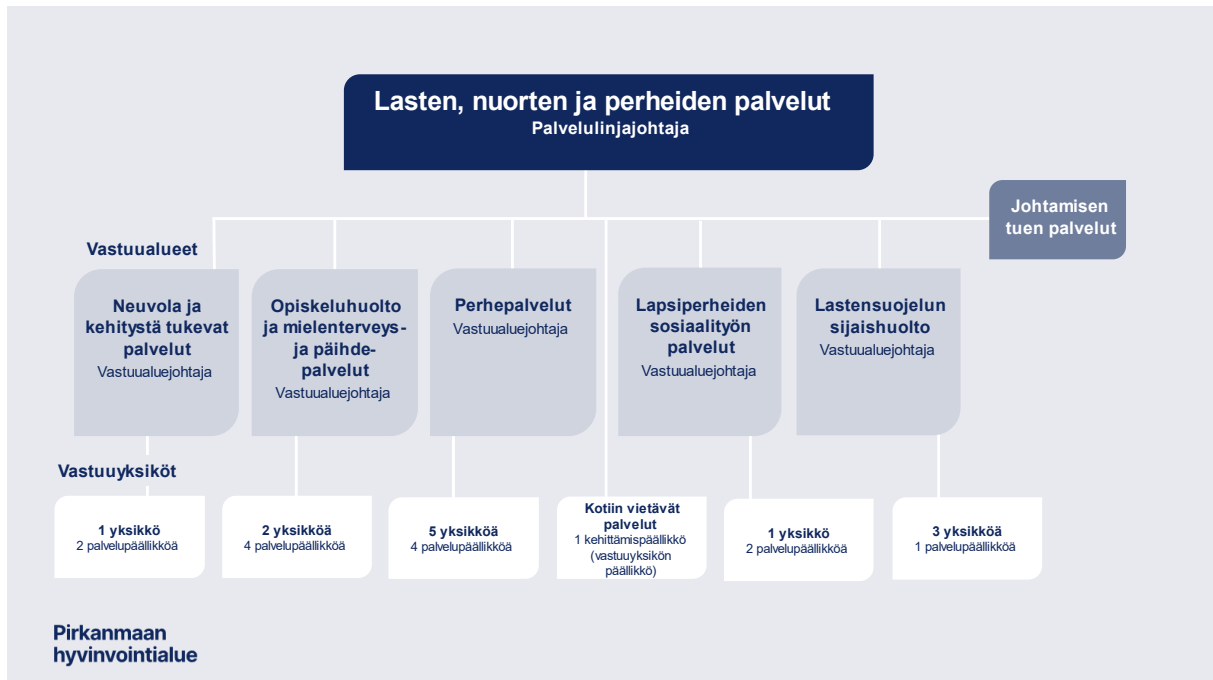 Lasten, nuorten ja perheiden palvelut
Palvelulinjajohtaja
Johtamisen
tuen palvelut
Vastuualueet
Neuvola ja
kehitystä tukevat
palvelut
Vastuualuejohtaja
Opiskeluhuolto
ja mielenterveys-
ja päihde-
palvelut
Vastuualuejohtaja
Perhepalvelut
Vastuualuejohtaja
Lapsiperheiden
sosiaalityön
palvelut
Vastuualuejohtaja
Lastensuojelun
sijaishuolto
Vastuualuejohtaja
Vastuuyksiköt
1 yksikkö
2 palvelupäällikköä
2 yksikköä
4 palvelupäällikköä
5 yksikköä
4 palvelupäällikköä
Kotiin vietävät
palvelut
1 kehittämispäällikkö
(vastuuyksikön
päällikkö)
1 yksikkö
2 palvelupäällikköä
3 yksikköä
1 palvelupäällikköä
Pirkanmaan
hyvinvointialue